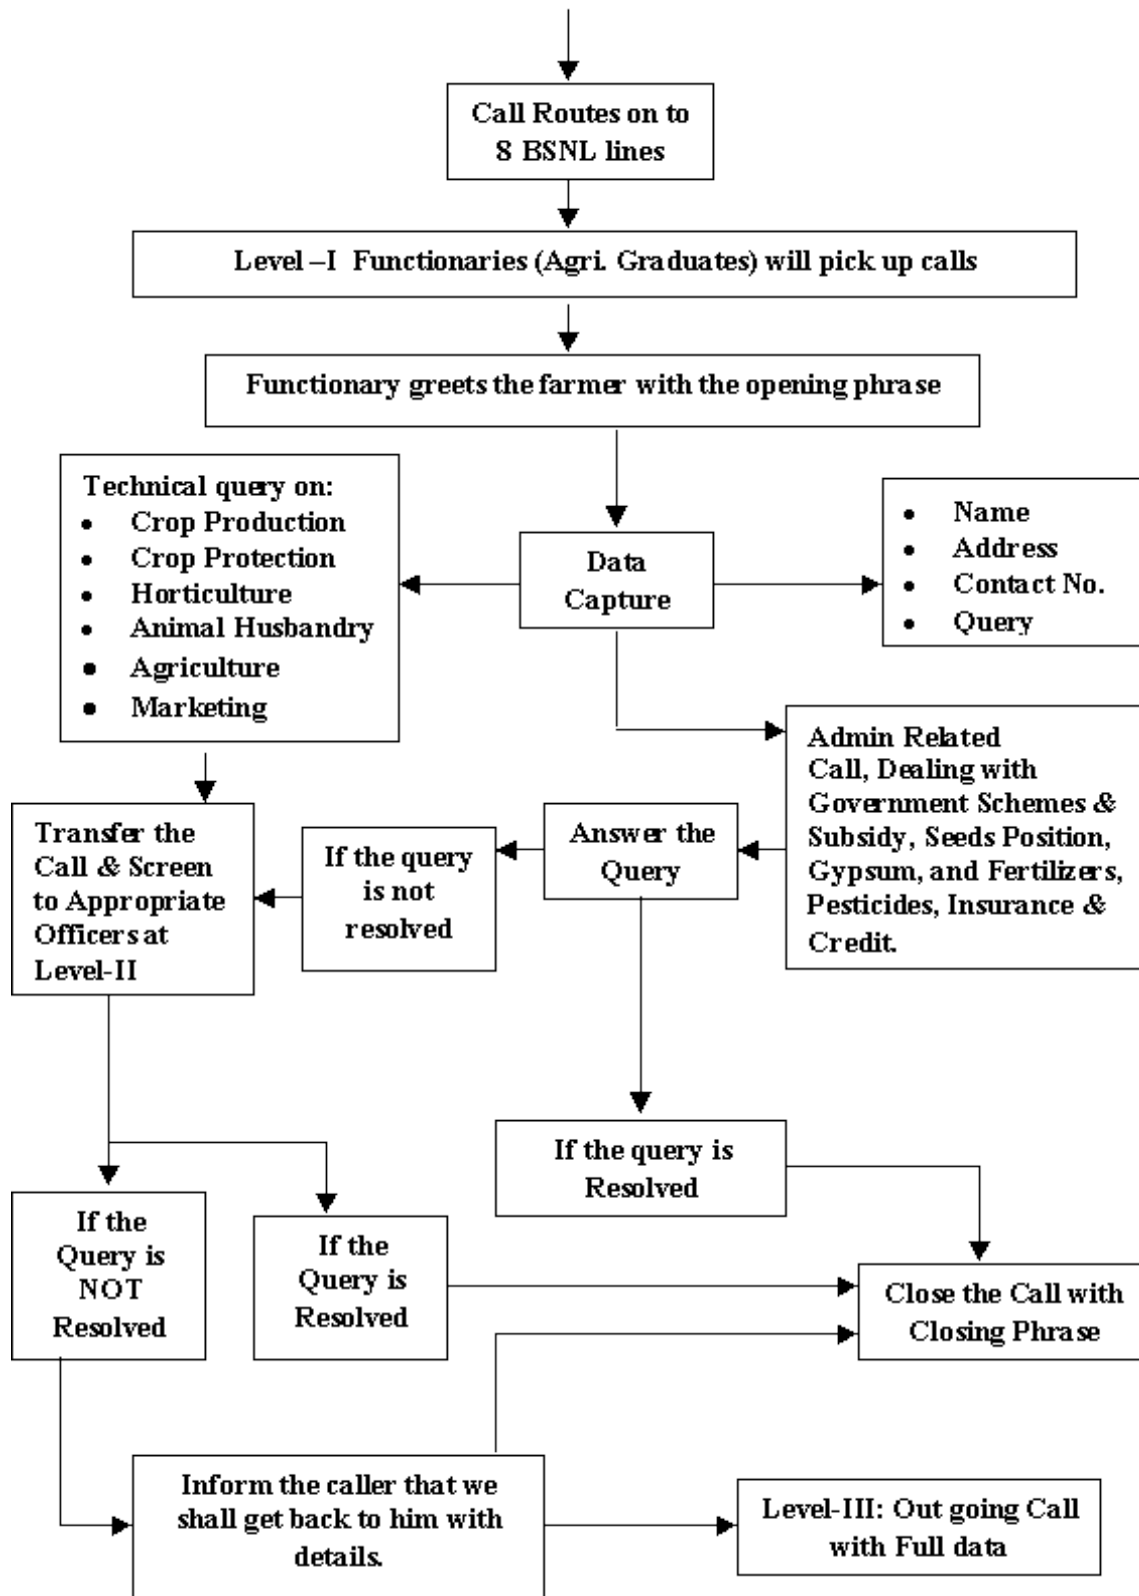 Call Routes on to
8 BSNL lines
Level –I Functionaries (Agri. Graduates) will pick up calls
Functionary greets the farmer with the opening phrase
Technical query on:
• Crop Production
• Crop Protection
• Horticulture
• Animal Husbandry
• Agriculture
• Marketing
Data
Capture
• Name
• Address
• Contact No.
• Query
Admin Related
Call, Dealing with
Government Schemes &
Subsidy, Seeds Position,
Gypsum, and Fertilizers,
Pesticides, Insurance &
Credit.
Answer the
Query
If the query
is not
resolved
Transfer the
Call & Screen
to Appropriate
Officers at
Level-II
If the query is
Resolved
If the
Query is
NOT
Resolved
If the
Query is
Resolved
Close the Call with
Closing Phrase
Inform the caller that we
shall get back to him with
details.
Level-III: Out going Call
with Full data